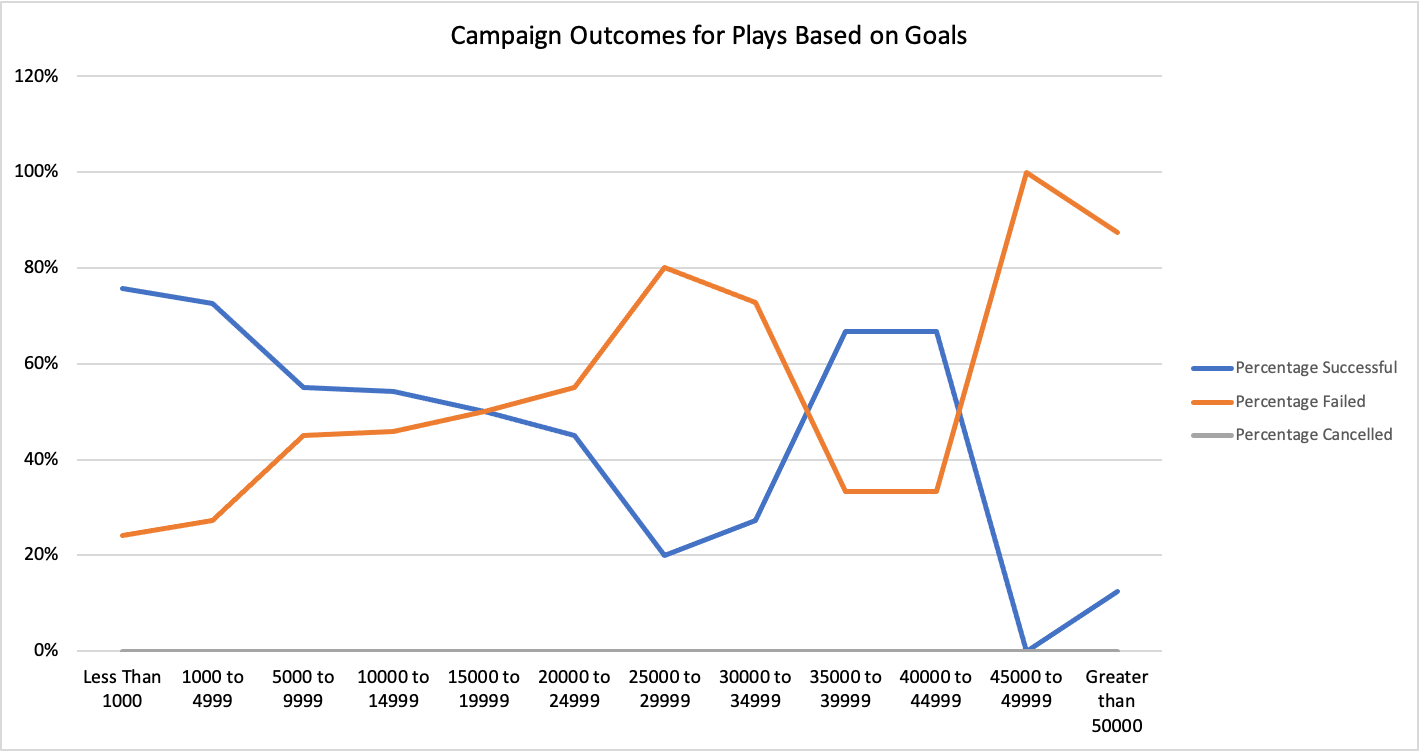 Campaign Outcomes for Plays Based on Goals
120%
100%
80%
60%
40%
20%
0%
Less Than
1000
1000 to
4999
5000 to
9999
10000 to
14999
15000 to
19999
20000 to
24999
25000 to
29999
30000 to
34999
35000 to
39999
40000 to
44999
45000 to
49999
Greater
than
50000
Percentage Successful
Percentage Failed
Percentage Cancelled